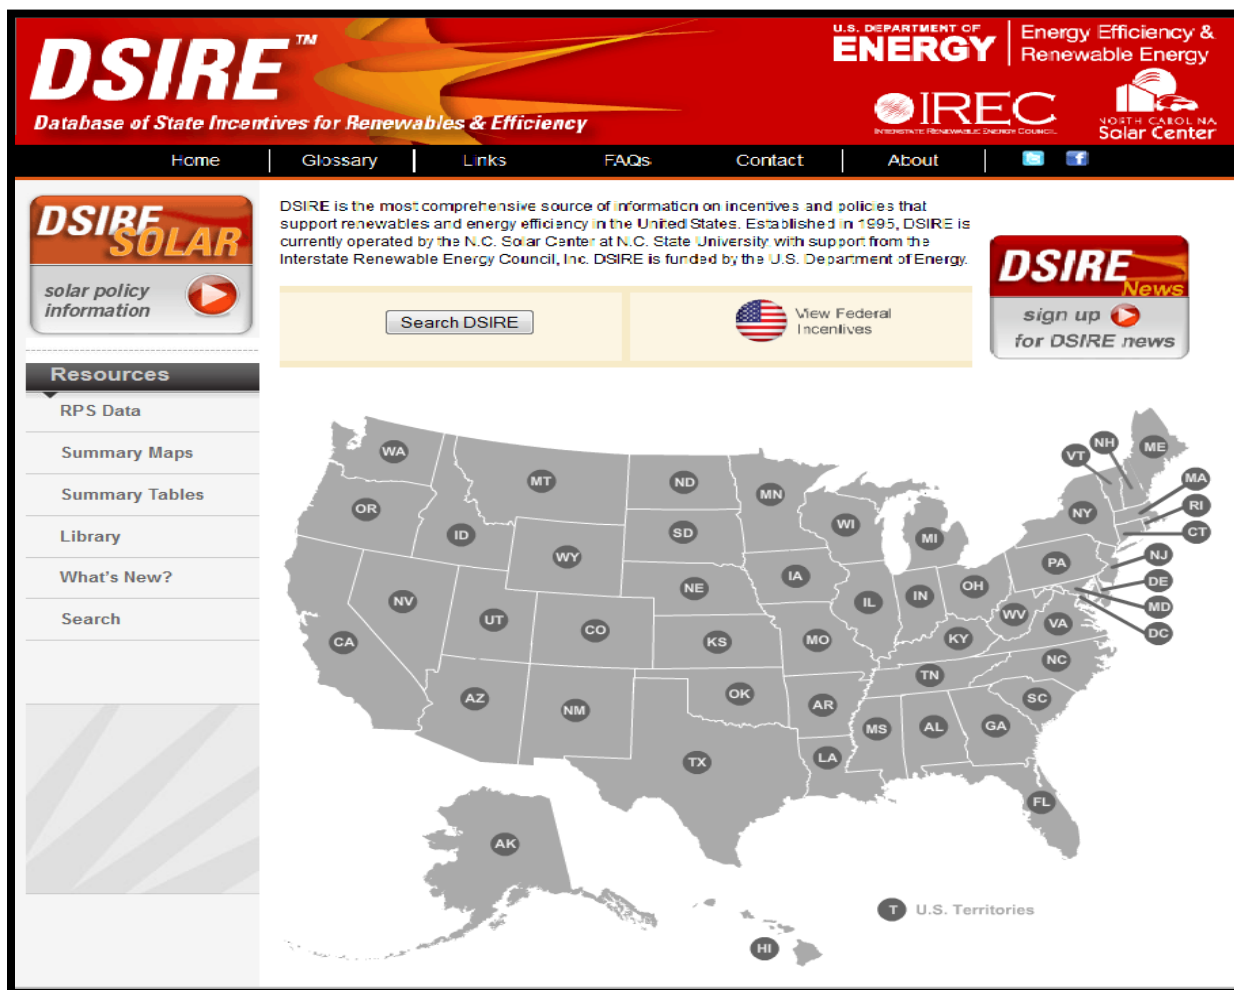 DSIRE™
Database of State Incentives for Renewables & Efficiency
U.S. DEPARTMENT OF
ENERGY
Energy Efficiency &
Renewable Energy
IREC
INTERSTATE RENEWABLE ENERGY COUNCIL
NORTH CAROLINA
Solar Center
Home
Glossary
Links
FAQs
Contact
About
DSIRE
SOLAR
solar policy
information
Resources
RPS Data
Summary Maps
Summary Tables
Library
What's New?
Search
DSIRE is the most comprehensive source of information on incentives and policies that
support renewables and energy efficiency in the United States. Established in 1995, DSIRE is
currently operated by the N.C. Solar Center at N.C. State University, with support from the
Interstate Renewable Energy Council, Inc. DSIRE is funded by the U.S. Department of Energy.
Search DSIRE
View Federal
Incentives
DSIRE
News
sign up
for DSIRE news
WA
MT
ND
MN
OR
ID
SD
WI
MI
NY
VT
NH
ME
MA
RI
CT
WY
NE
IA
PA
NJ
DE
MD
DC
NV
UT
CO
IL
IN
OH
WV
VA
CA
KS
MO
KY
NC
AZ
NM
OK
AR
TN
SC
TX
LA
MS
AL
GA
FL
AK
HI
T
U.S. Territories